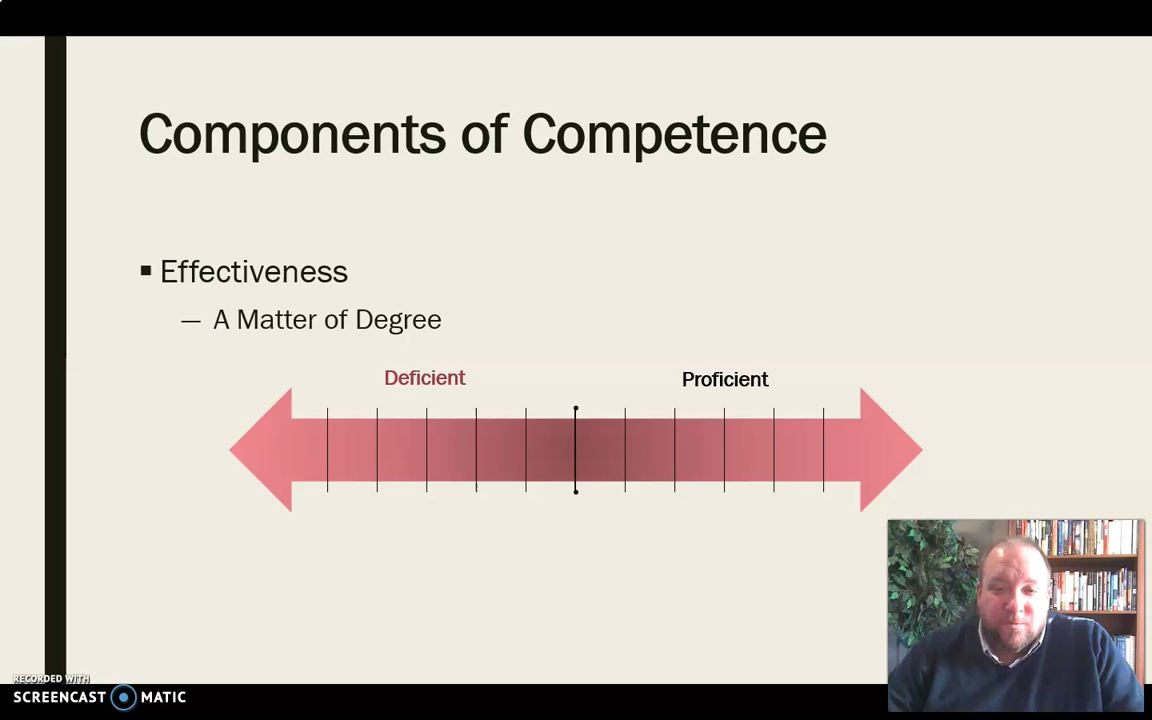 Components of Competence
▪ Effectiveness
— A Matter of Degree
Deficient
Proficient
RECORDED WITH
SCREENCAST MATIC